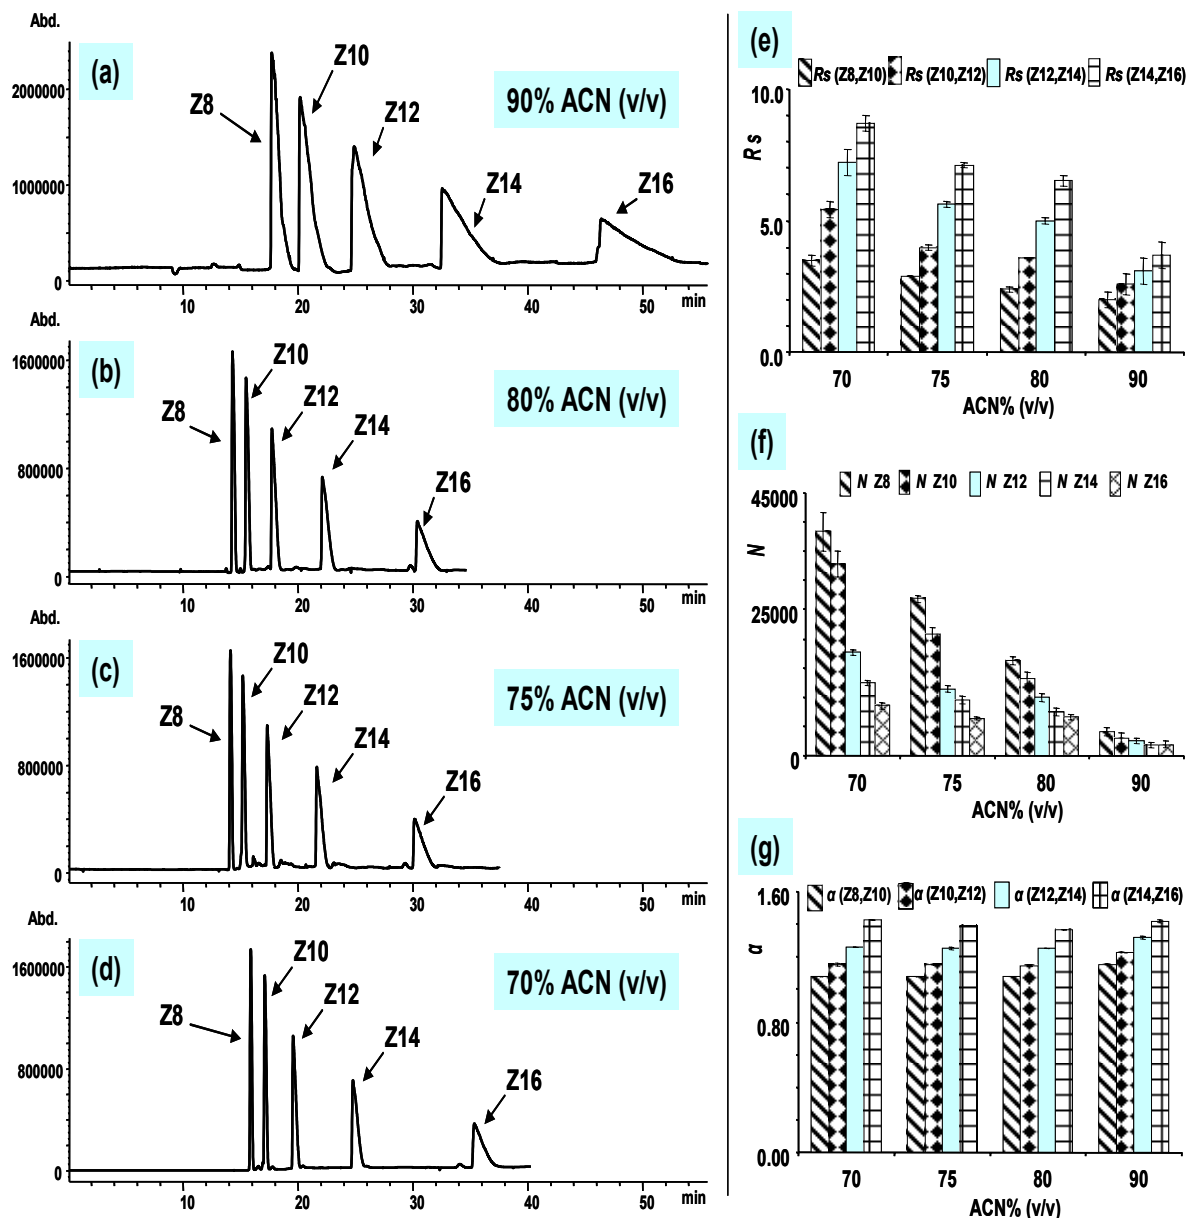 Abd.
(a)
90% ACN (v/v)
Z8
Z10
Z12
Z14
Z16
2000000
1000000
0
10
20
30
40
50
min
Abd.
(b)
80% ACN (v/v)
Z8
Z10
Z12
Z14
Z16
1600000
800000
0
10
20
30
40
50
min
Abd.
(c)
75% ACN (v/v)
Z8
Z10
Z12
Z14
Z16
1600000
800000
0
10
20
30
40
50
min
Abd.
(d)
70% ACN (v/v)
Z8
Z10
Z12
Z14
Z16
1600000
800000
0
10
20
30
40
50
min
(e)
Rs (Z8,Z10) Rs (Z10,Z12) Rs (Z12,Z14) Rs (Z14,Z16)
10.0
5.0
0.0
Rs
70 75 80 90
ACN% (v/v)
(f)
N Z8 N Z10 N Z12 N Z14 N Z16
45000
25000
0
N
70 75 80 90
ACN% (v/v)
(g)
α (Z8,Z10) α (Z10,Z12) α (Z12,Z14) α (Z14,Z16)
1.60
0.80
0.00
α
70 75 80 90
ACN% (v/v)